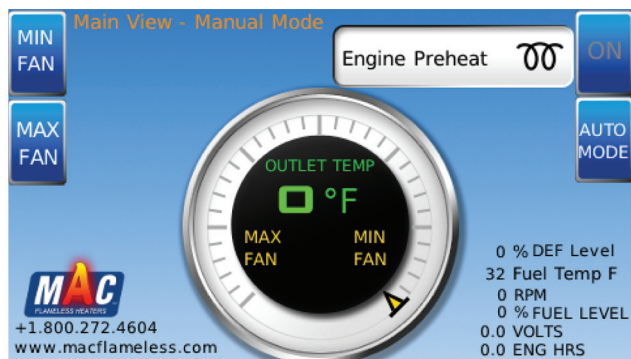 Main View - Manual Mode
MIN
FAN
Engine Preheat
ON
MAX
FAN
AUTO
MODE
OUTLET TEMP
0 °F
MAX
FAN
MIN
FAN
0 % DEF Level
32 Fuel Temp F
0 RPM
0 % FUEL LEVEL
0.0 VOLTS
0.0 ENG HRS
MAC
FLAMELESS HEATERS
+1.800.272.4604
www.macflameless.com